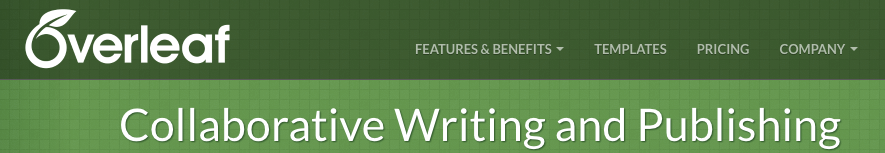 Overleaf
FEATURES & BENEFITS TEMPLATES PRICING COMPANY
Collaborative Writing and Publishing